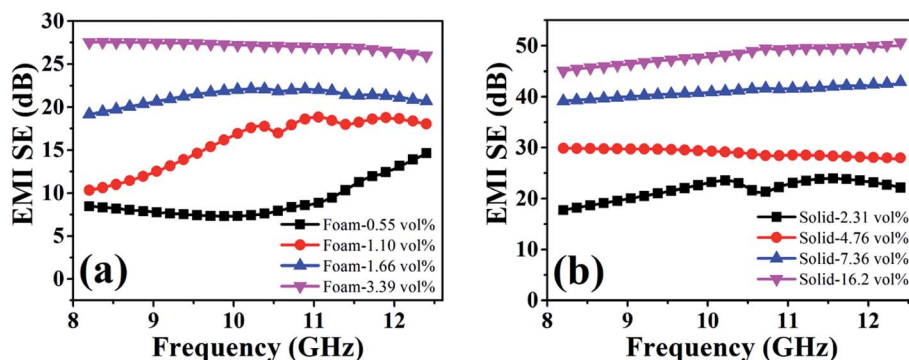 EMI SE (dB)
30
25
20
15
10
5
0
(a)
Foam-0.55 vol%
Foam-1.10 vol%
Foam-1.66 vol%
Foam-3.39 vol%
8 9 10 11 12
Frequency (GHz)
EMI SE (dB)
50
40
30
20
10
0
(b)
Solid-2.31 vol%
Solid-4.76 vol%
Solid-7.36 vol%
Solid-16.2 vol%
8 9 10 11 12
Frequency (GHz)